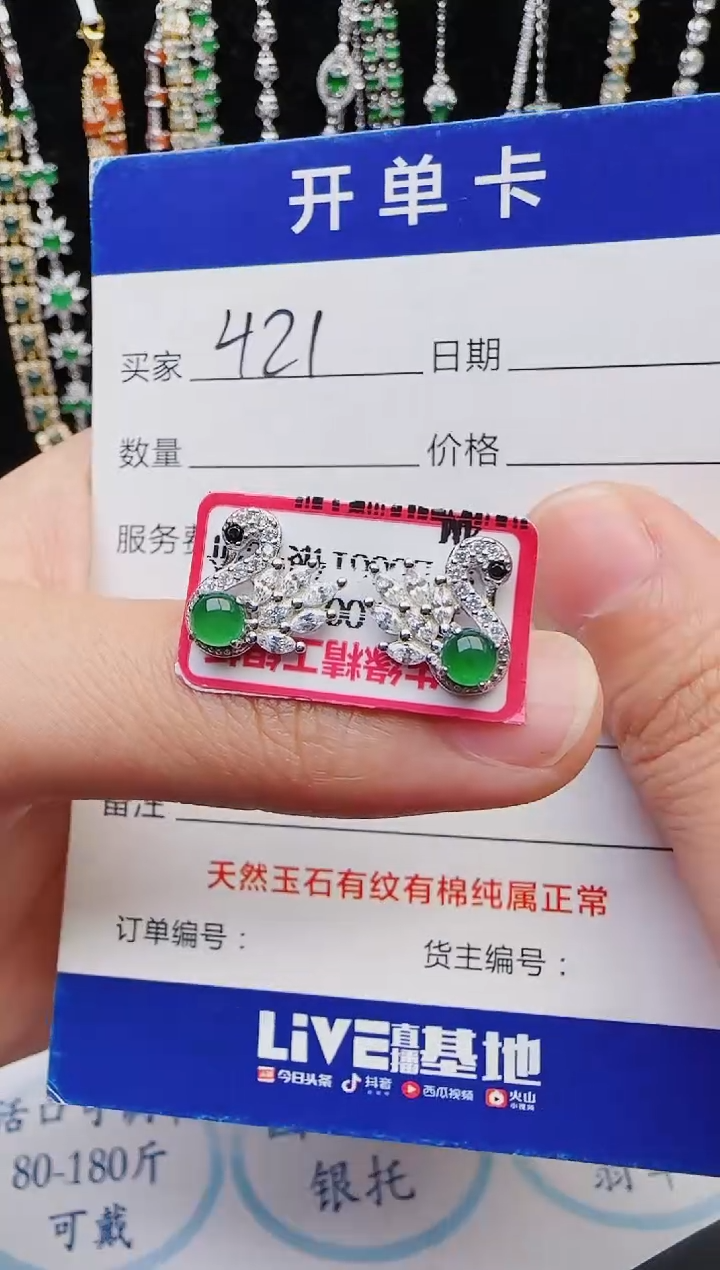 开单卡
买家 421 日期
数量 价格
服务费
备注
天然玉石有纹有棉纯属正常
订单编号： 货主编号：
LiVE直播基地
今日头条 抖音 西瓜视频 火山小视频
80-180斤
可戴
银托